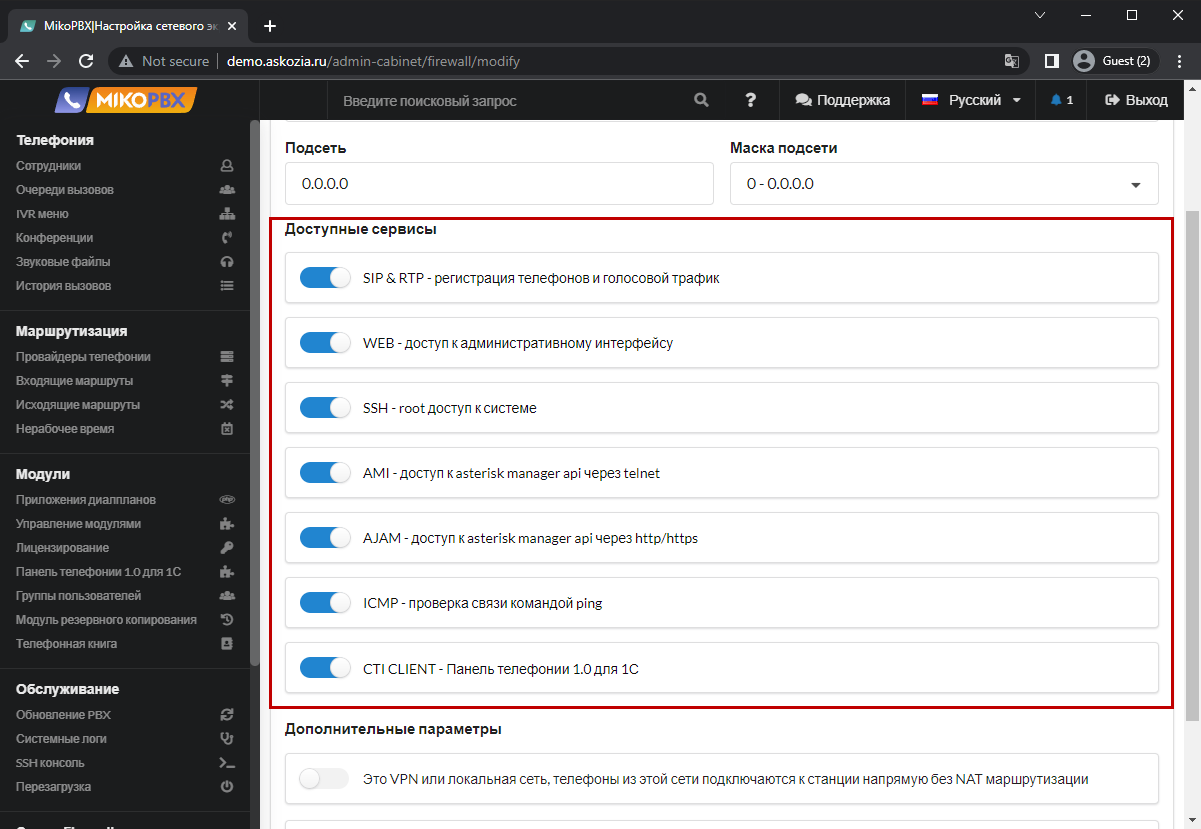 MikoPBX|Настройка сетевого эк
Not secure
demo.askozia.ru/admin-cabinet/firewall/modify
Guest (2)
MIKOPBX
Введите поисковый запрос
?
Поддержка
Русский
1
Выход
Телефония
Сотрудники
Очереди вызовов
IVR меню
Конференции
Звуковые файлы
История вызовов
Маршрутизация
Провайдеры телефонии
Входящие маршруты
Исходящие маршруты
Нерабочее время
Модули
Приложения диалпланов
Управление модулями
Лицензирование
Панель телефонии 1.0 для 1С
Группы пользователей
Модуль резервного копирования
Телефонная книга
Обслуживание
Обновление PBX
Системные логи
SSH консоль
Перезагрузка
Подсеть
0.0.0.0
Маска подсети
0 - 0.0.0.0
Доступные сервисы
SIP & RTP - регистрация телефонов и голосовой трафик
WEB - доступ к административному интерфейсу
SSH - root доступ к системе
AMI - доступ к asterisk manager api через telnet
AJAM - доступ к asterisk manager api через http/https
ICMP - проверка связи командой ping
CTI CLIENT - Панель телефонии 1.0 для 1С
Дополнительные параметры
Это VPN или локальная сеть, телефоны из этой сети подключаются к станции напрямую без NAT маршрутизации